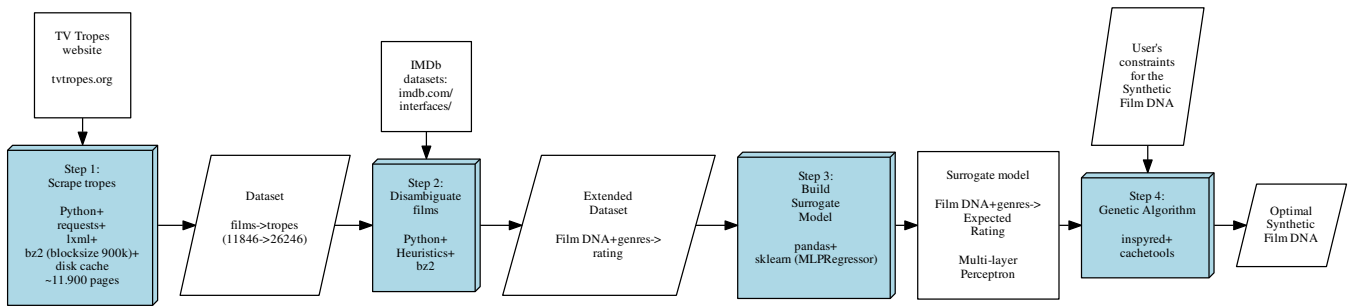 TV Tropes
website
tvtropes.org
Step 1:
Scrape tropes
Python+
requests+
lxml+
bz2 (blocksize 900k)+
disk cache
~11.900 pages
Dataset
films->tropes
(11846->26246)
IMDb
datasets:
imdb.com/
interfaces/
Step 2:
Disambiguate
films
Python+
Heuristics+
bz2
Extended
Dataset
Film DNA+genres->
rating
Step 3:
Build
Surrogate
Model
pandas+
sklearn (MLPRegressor)
Surrogate model
Film DNA+genres->
Expected
Rating
Multi-layer
Perceptron
User's
constraints
for the
Synthetic
Film DNA
Step 4:
Genetic Algorithm
inspyred+
cachetools
Optimal
Synthetic
Film DNA